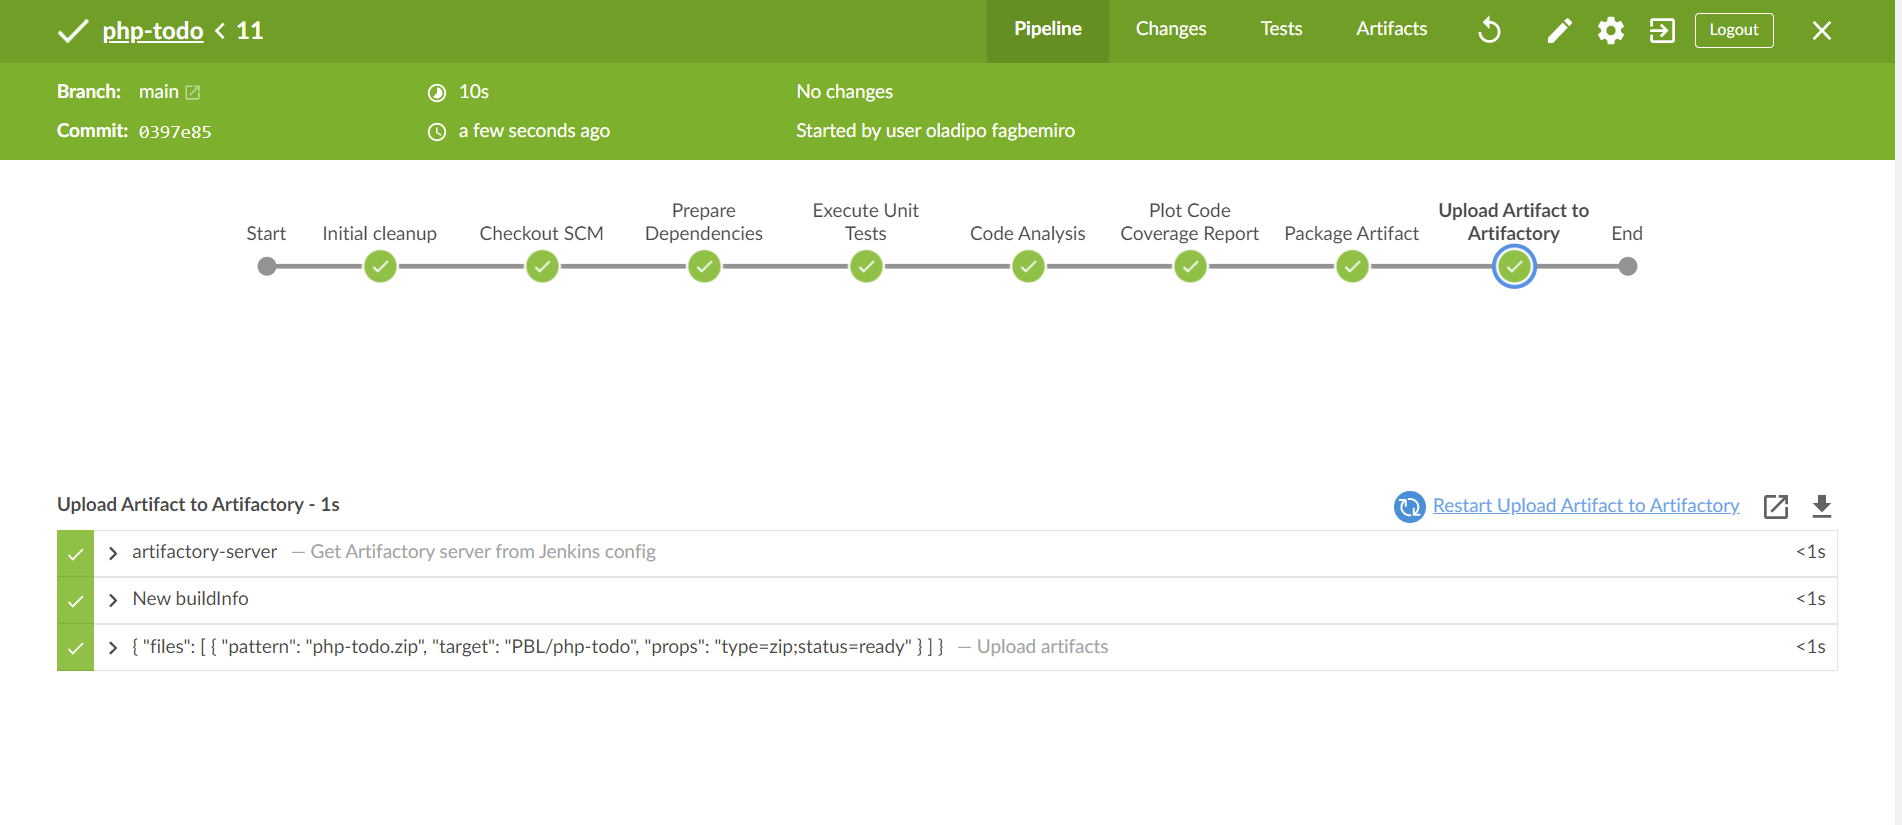 php-todo < 11
Pipeline
Changes
Tests
Artifacts
Logout
Branch: main
10s
No changes
Commit: 0397e85
a few seconds ago
Started by user oladipo fagbemiro
Start
Initial cleanup
Checkout SCM
Prepare
Dependencies
Execute Unit
Tests
Code Analysis
Plot Code
Coverage Report
Package Artifact
Upload Artifact to
Artifactory
End
Upload Artifact to Artifactory - 1s
Restart Upload Artifact to Artifactory
artifactory-server — Get Artifactory server from Jenkins config <1s
New buildInfo <1s
{ "files": [ { "pattern": "php-todo.zip", "target": "PBL/php-todo", "props": "type=zip;status=ready" } ] } — Upload artifacts <1s